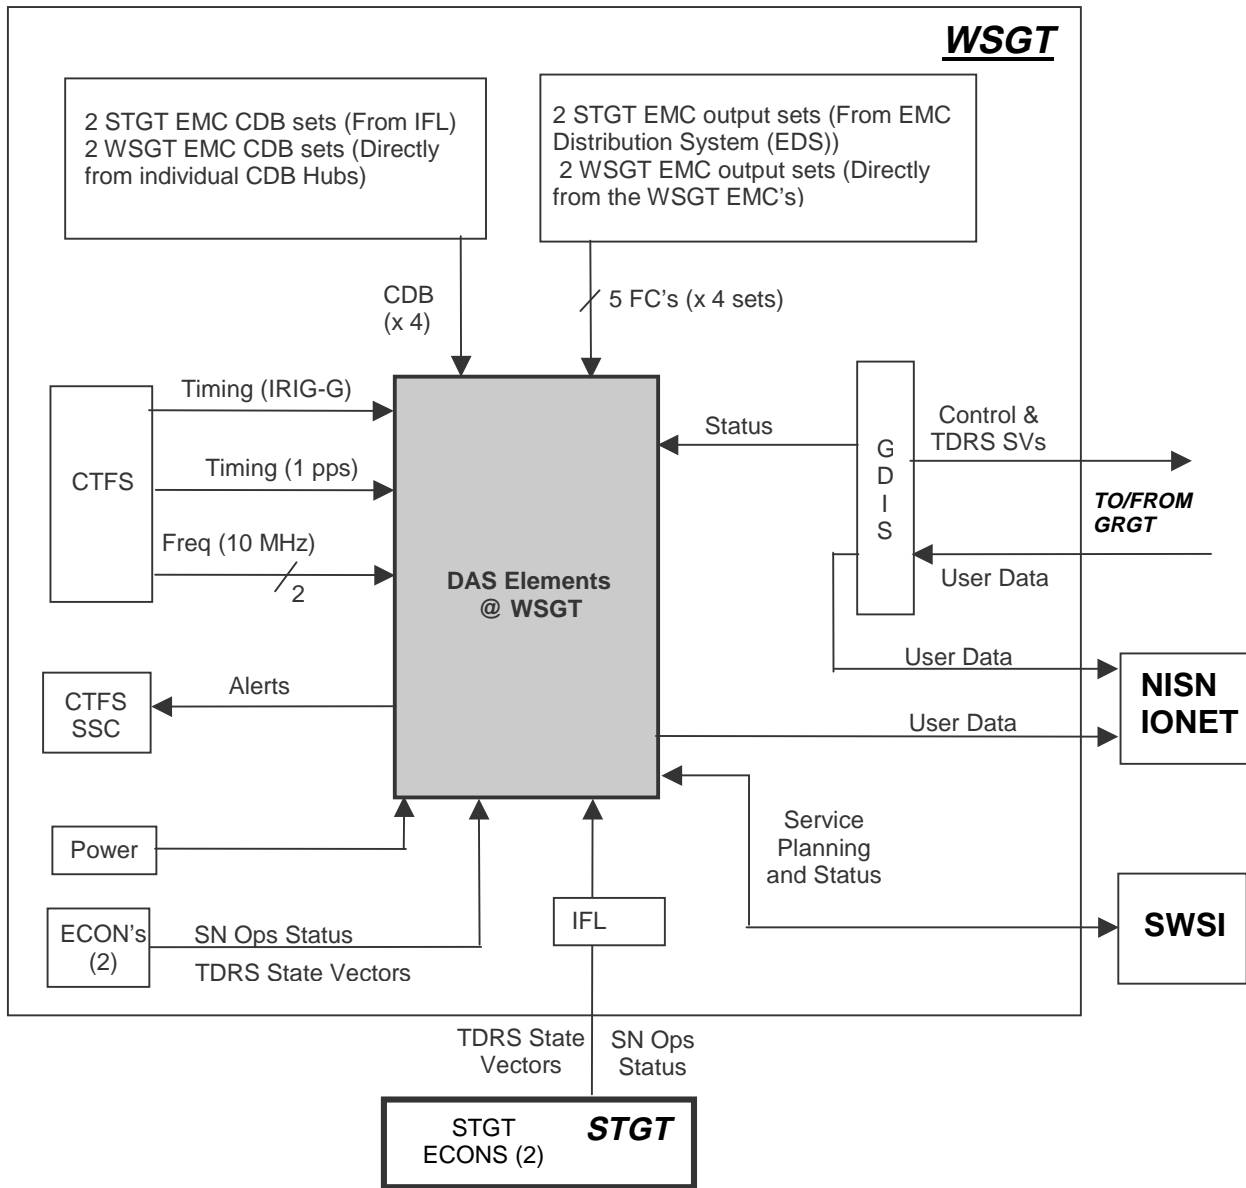 WSGT
2 STGT EMC CDB sets (From IFL)
2 WSGT EMC CDB sets (Directly
from individual CDB Hubs)
2 STGT EMC output sets (From EMC
Distribution System (EDS))
2 WSGT EMC output sets (Directly
from the WSGT EMC's)
CDB
(x 4)
5 FC's (x 4 sets)
CTFS
Timing (IRIG-G)
Timing (1 pps)
Freq (10 MHz)
2
DAS Elements
@ WSGT
Status
G
D
I
S
Control &
TDRS SVs
TO/FROM
GRGT
User Data
User Data
User Data
NISN
IONET
CTFS
SSC
Alerts
Power
ECON's
(2)
SN Ops Status
TDRS State Vectors
IFL
Service
Planning
and Status
SWSI
TDRS State
Vectors
SN Ops
Status
STGT
ECONS (2)
STGT